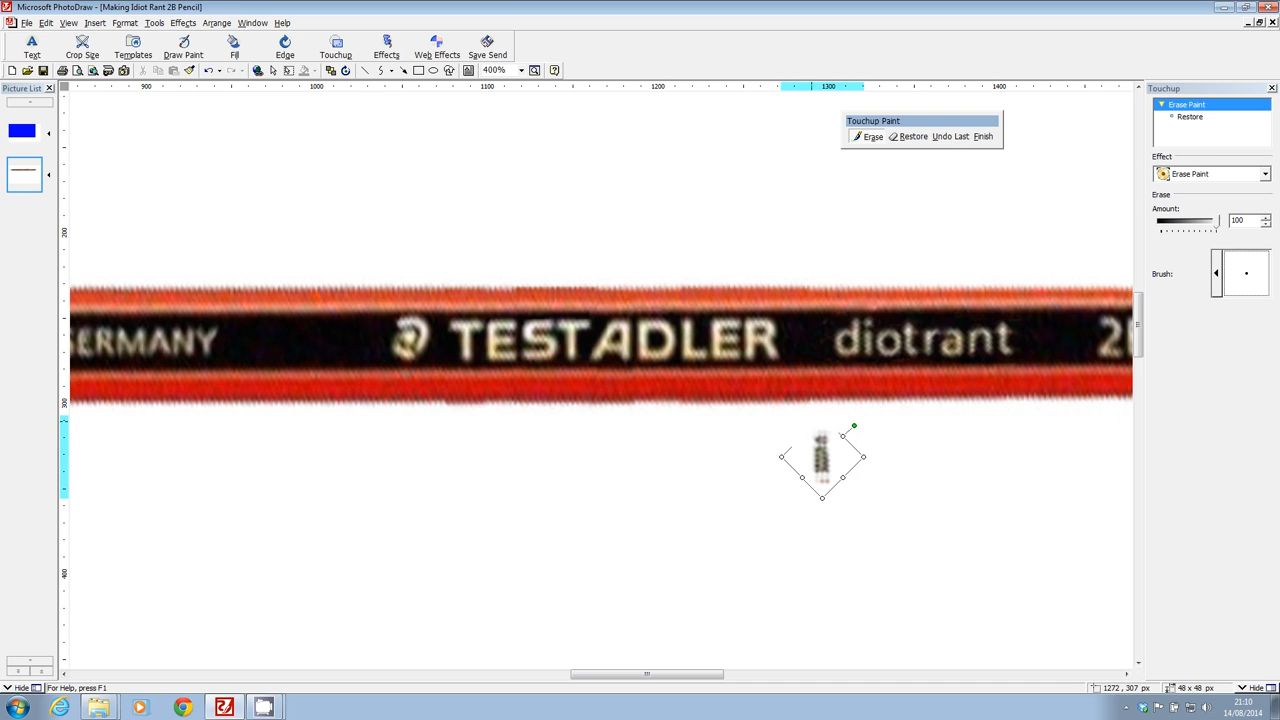 Microsoft PhotoDraw - [Making Idiot Rant 2B Pencil]
File Edit View Insert Format Tools Effects Arrange Window Help
Text Crop Size Templates Draw Paint Fill Edge Touchup Effects Web Effects Save Send
400%
Picture List
900 1000 1100 1200 1300 1400
Touchup
Erase Paint
Restore
Touchup Paint
Erase Restore Undo Last Finish
Effect
Erase Paint
Erase
Amount:
100
Brush:
200
300
400
ERMANY TESTADLER diotrant 2
Hide For Help, press F1 1272 , 307 px 48 x 48 px Hide
21:10
14/08/2014